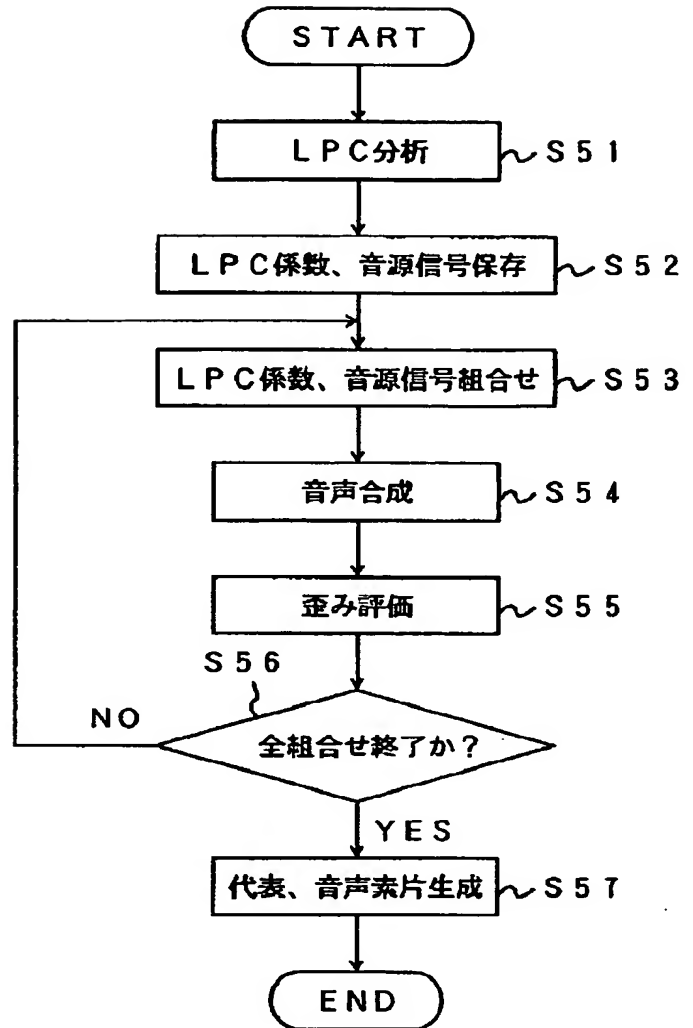 START
LPC分析
S51
LPC係数、音源信号保存
S52
LPC係数、音源信号組合せ
S53
音声合成
S54
歪み評価
S55
S56
NO
全組合せ終了か?
YES
代表、音声素片生成
S57
END